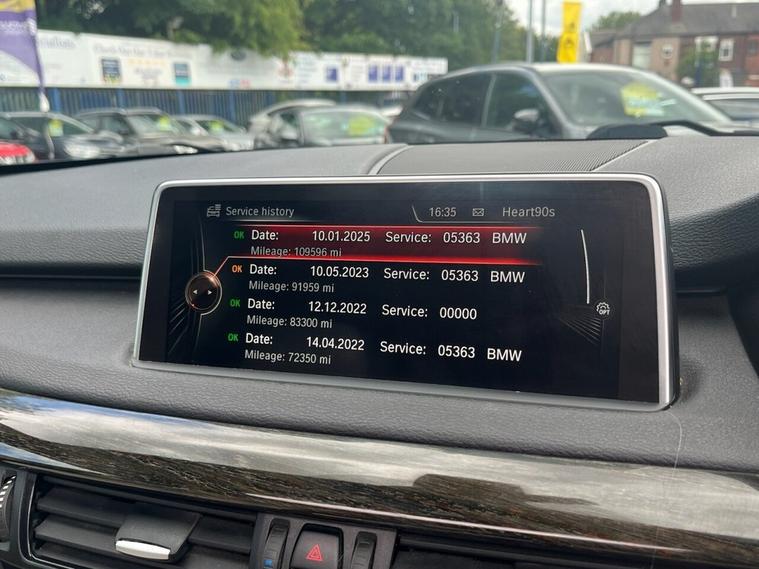 Service history 16:35 Heart90s
OK Date: 10.01.2025 Service: 05363 BMW
Mileage: 109596 mi
OK Date: 10.05.2023 Service: 05363 BMW
Mileage: 91959 mi
OK Date: 12.12.2022 Service: 00000
Mileage: 83300 mi
OK Date: 14.04.2022 Service: 05363 BMW
Mileage: 72350 mi
OPT